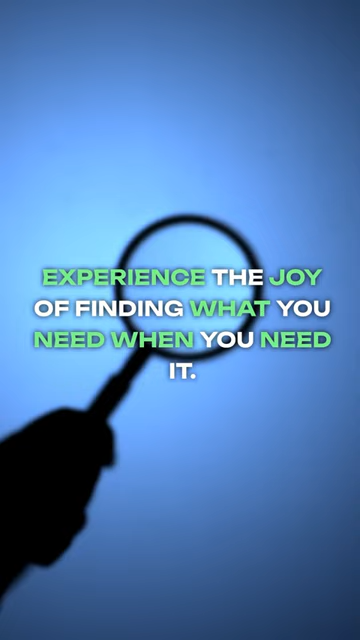 EXPERIENCE THE JOY
OF FINDING WHAT YOU
NEED WHEN YOU NEED
IT.